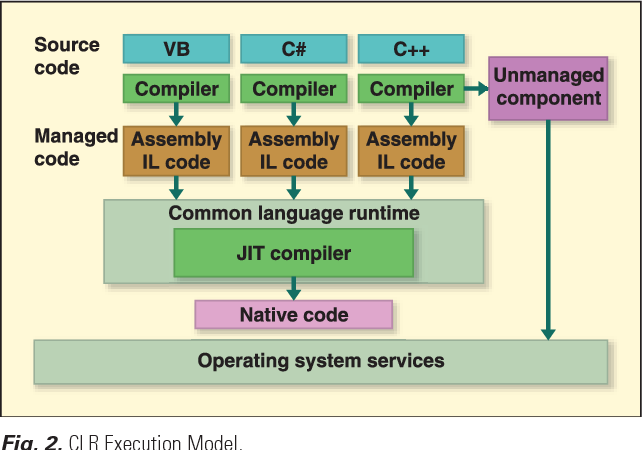 Source
code
VB
C#
C++
Compiler
Compiler
Compiler
Unmanaged
component
Managed
code
Assembly
IL code
Assembly
IL code
Assembly
IL code
Common language runtime
JIT compiler
Native code
Operating system services
Fig. 2. CLR Execution Model.